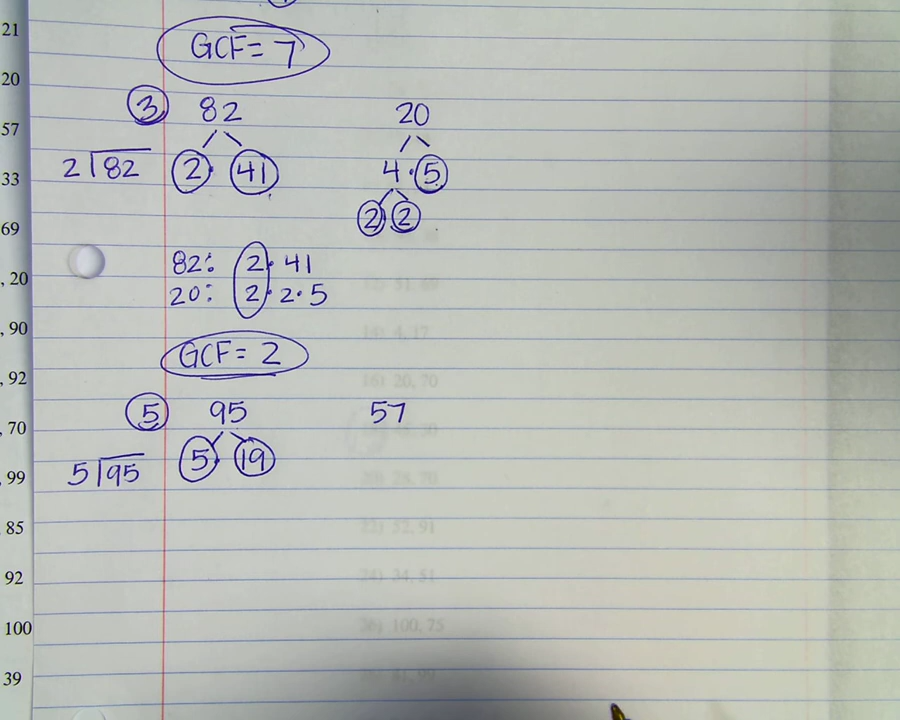 21
GCF = 7
20
③ 82 20
57
2⟌82 2 · 41 4 · 5
33
2 2
69
82: 2 · 41
, 20
20: 2 · 2 · 5
, 90
GCF = 2
, 92
⑤ 95 57
, 70
5⟌95 5 · 19
, 99
85
92
100
39